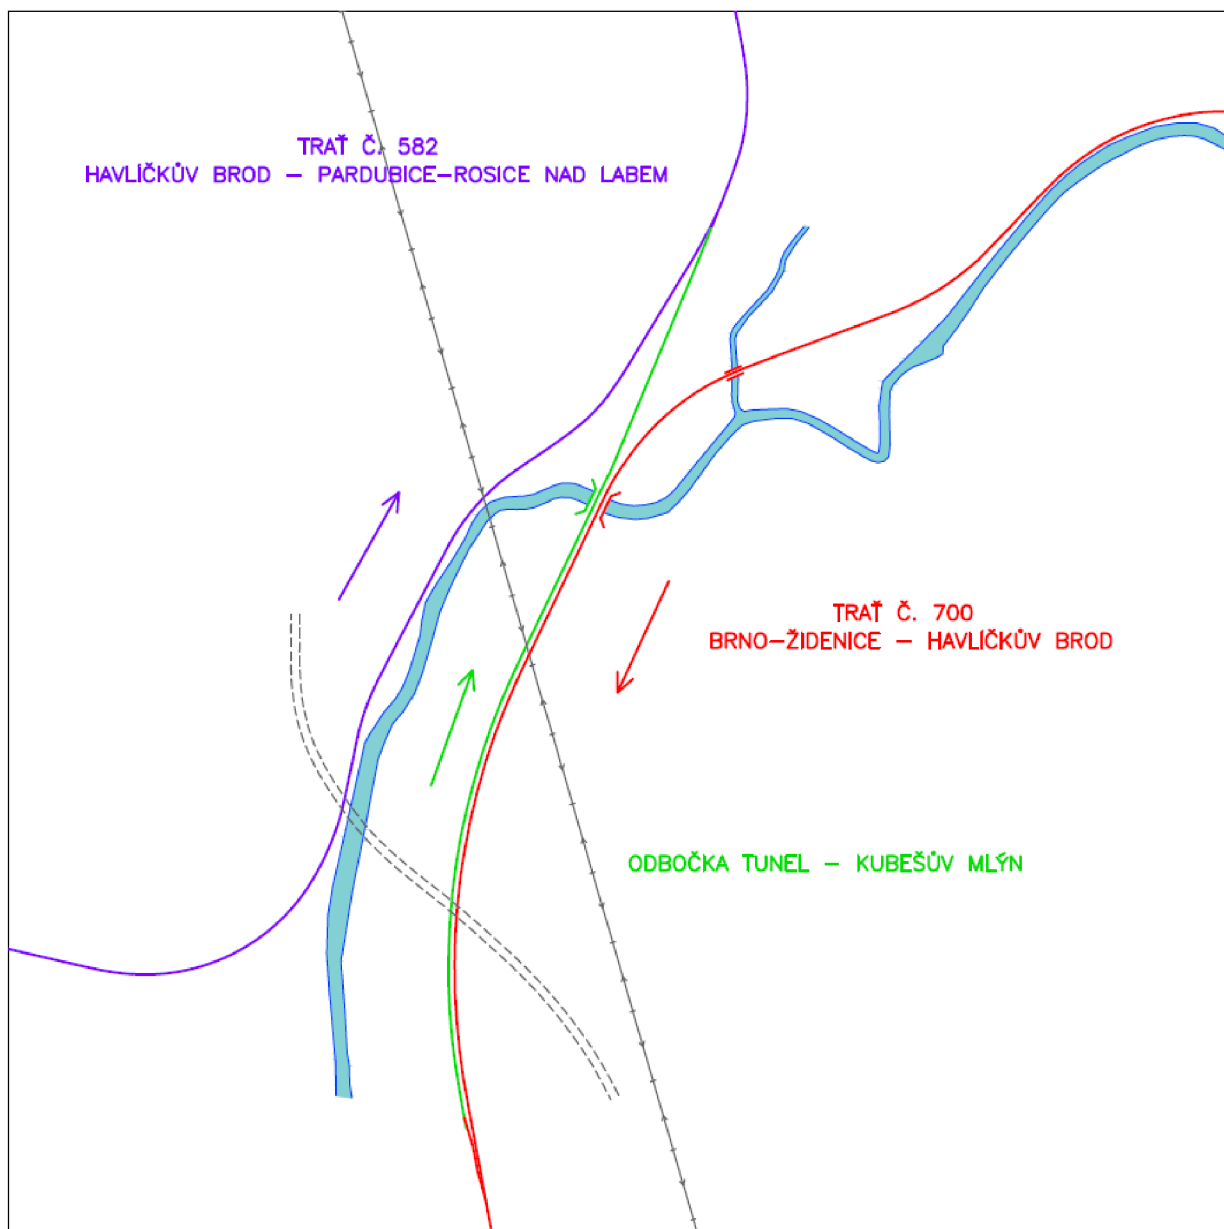 TRAŤ Č. 582
HAVLÍČKŮV BROD – PARDUBICE–ROSICE NAD LABEM
TRAŤ Č. 700
BRNO–ŽIDENICE – HAVLÍČKŮV BROD
ODBOČKA TUNEL – KUBEŠŮV MLÝN